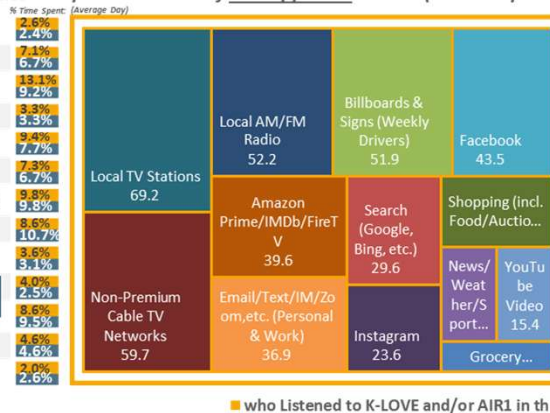 % Time Spent: (Average Day)
2.6%
2.4%
7.1%
6.7%
13.1%
9.2%
3.3%
3.3%
9.4%
7.7%
7.3%
6.7%
9.8%
9.8%
8.6%
10.7%
3.6%
3.1%
4.0%
2.5%
8.6%
9.5%
4.6%
4.6%
2.0%
2.6%
Local TV Stations
69.2
Local AM/FM
Radio
52.2
Billboards &
Signs (Weekly
Drivers)
51.9
Facebook
43.5
Non-Premium
Cable TV
Networks
59.7
Amazon
Prime/IMDb/FireT
V
39.6
Search
(Google,
Bing, etc.)
29.6
Shopping (incl.
Food/Auctio...
Email/Text/IM/Zo
om,etc. (Personal
& Work)
36.9
Instagram
23.6
News/
Weat
her/S
port...
YouTu
be
Video
15.4
Grocery...
who Listened to K-LOVE and/or AIR1 in th